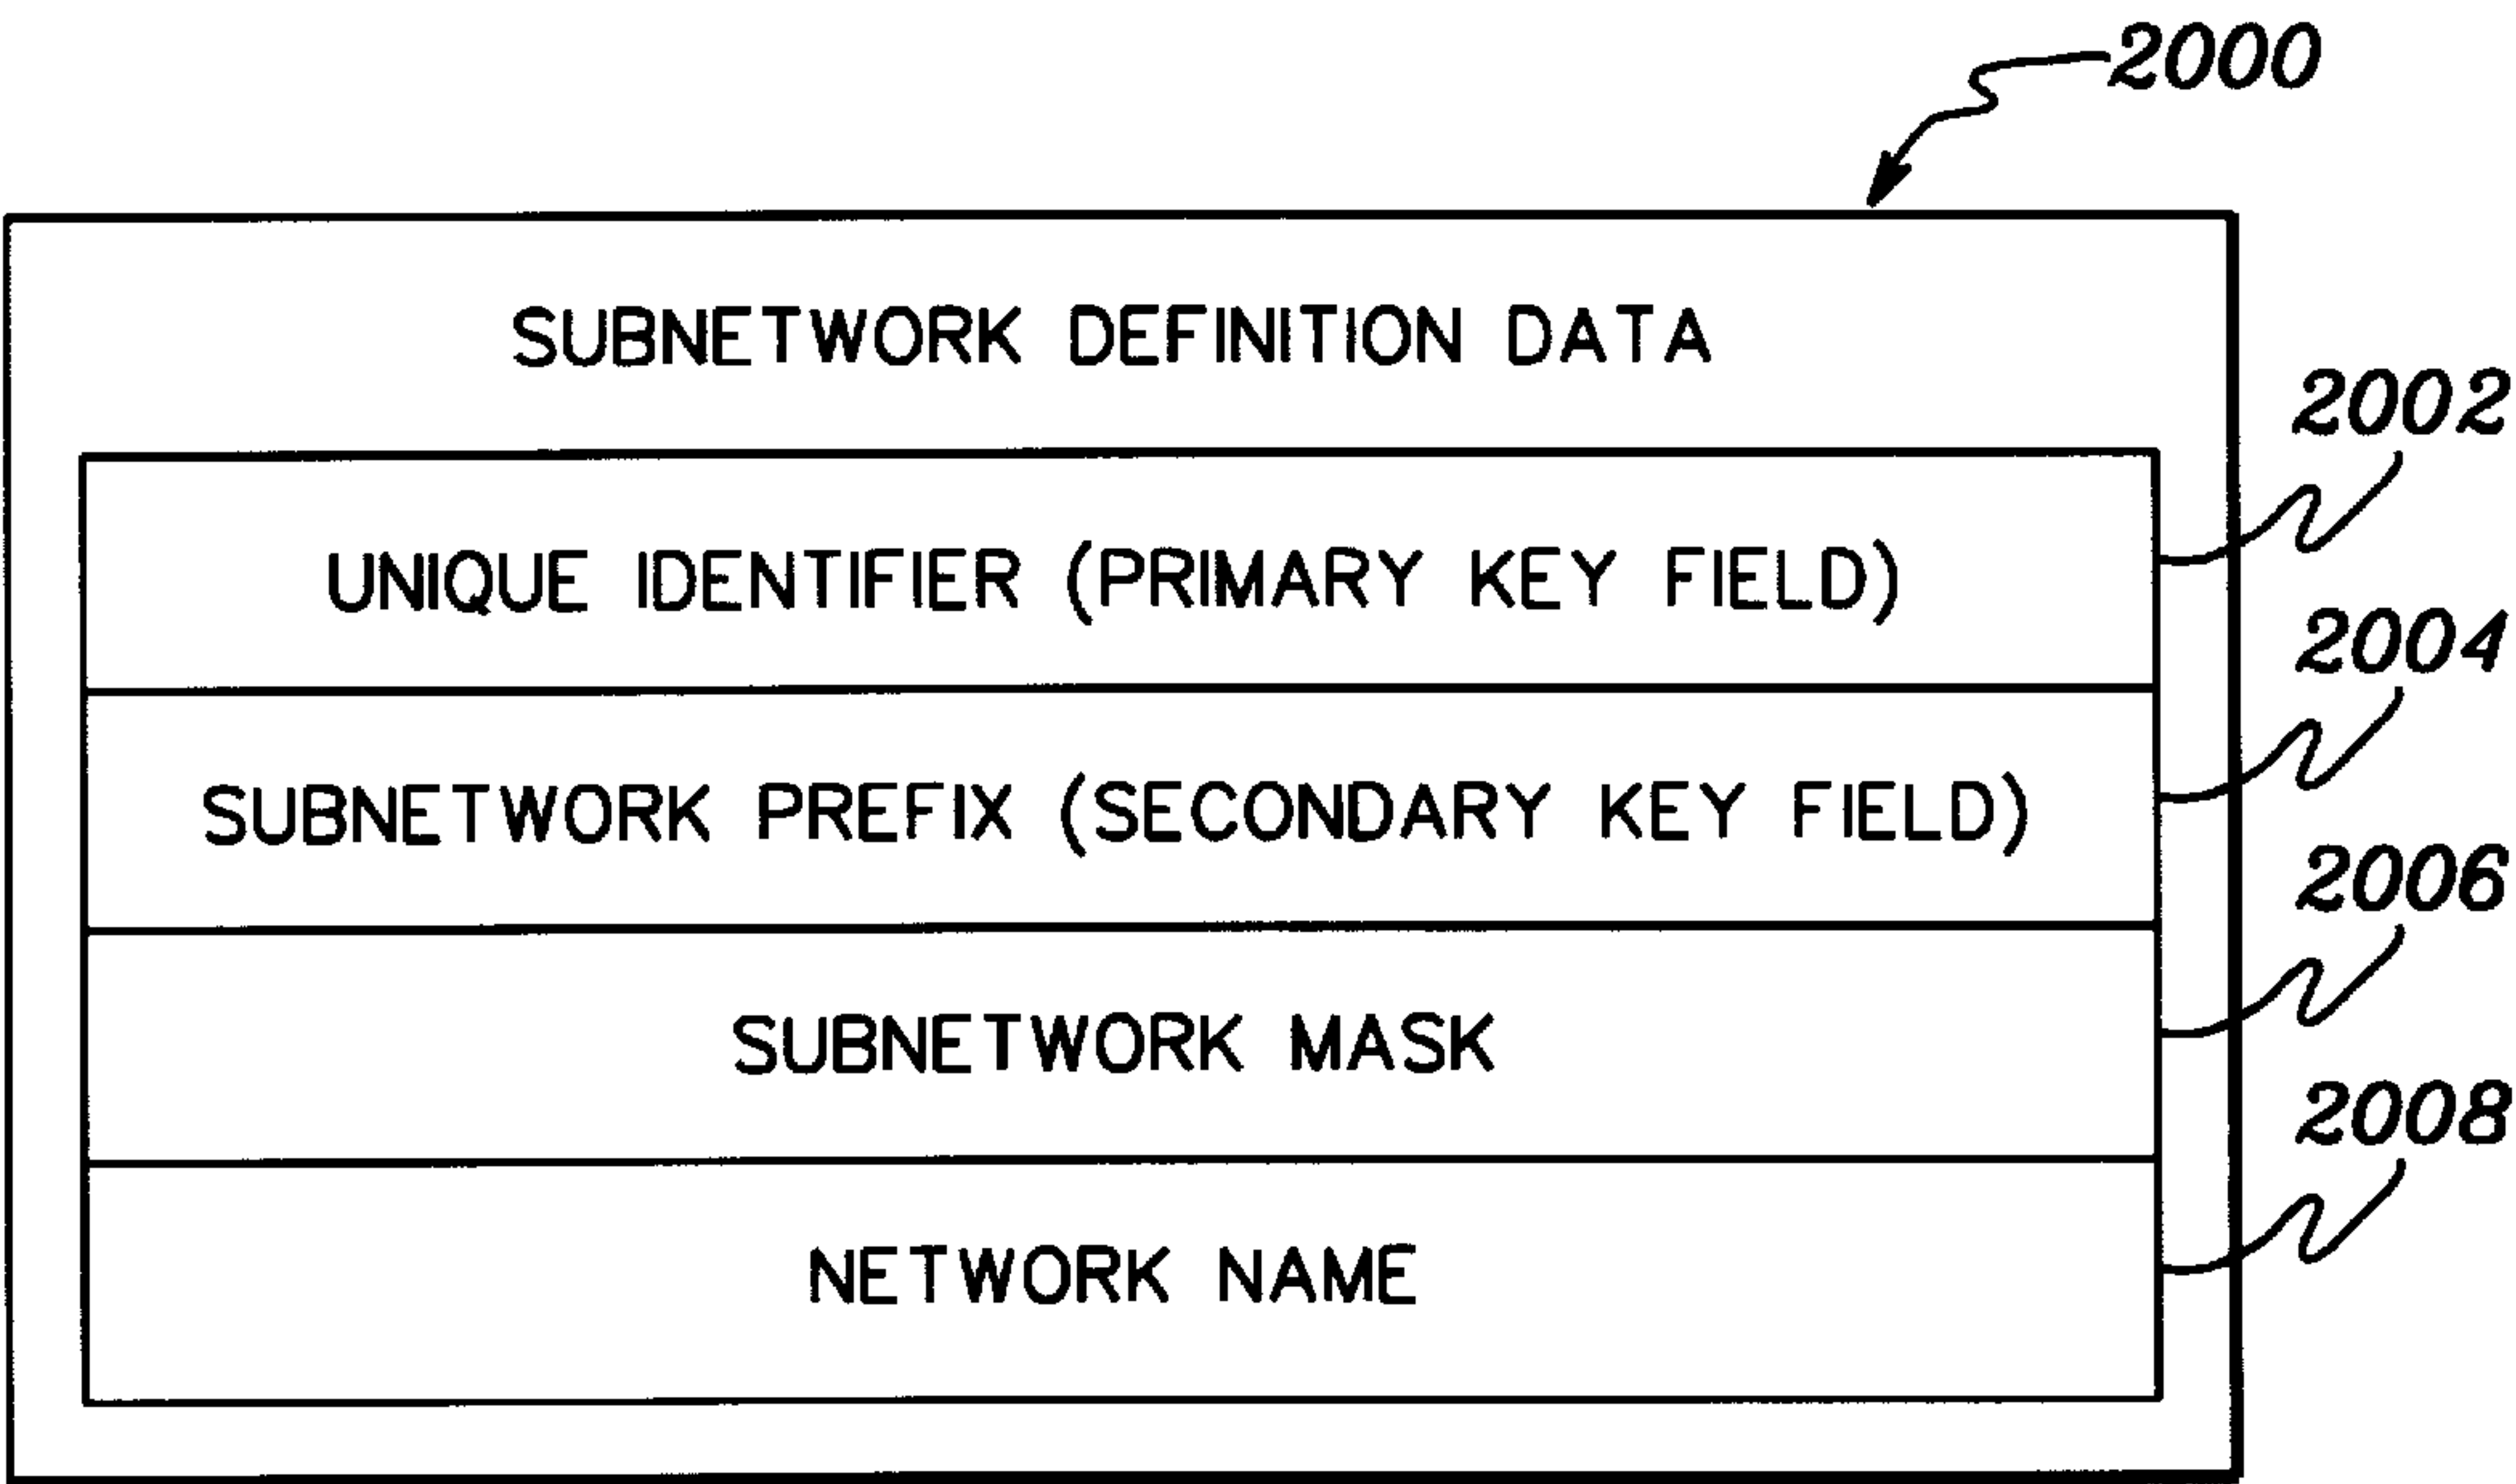 2000
SUBNETWORK DEFINITION DATA
2002
UNIQUE IDENTIFIER (PRIMARY KEY FIELD)
2004
SUBNETWORK PREFIX (SECONDARY KEY FIELD)
2006
SUBNETWORK MASK
2008
NETWORK NAME